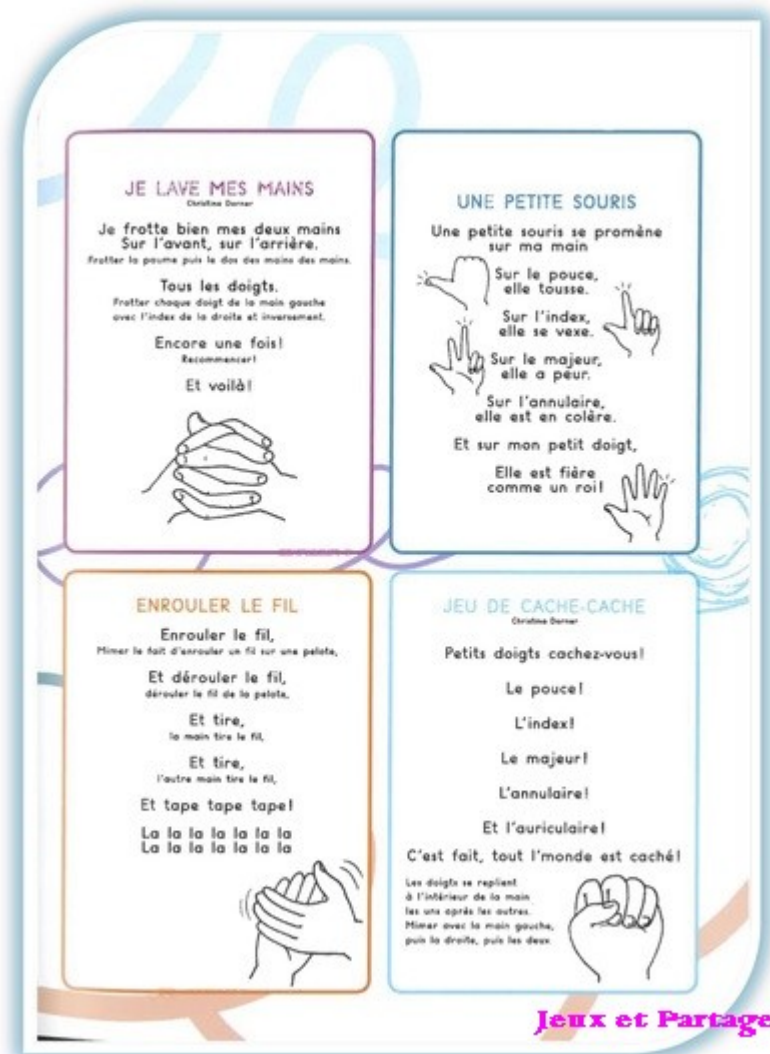 JE LAVE MES MAINS
Christina Dorner
Je frotte bien mes deux mains
Sur l'avant, sur l'arrière.
Frotter la paume puis le dos des mains des mains.
Tous les doigts.
Frotter chaque doigt de la main gauche
avec l'index de la droite et inversement.
Encore une fois!
Recommencer!
Et voilà!
UNE PETITE SOURIS
Une petite souris se promène
sur ma main
Sur le pouce,
elle tousse.
Sur l'index,
elle se vexe.
Sur le majeur,
elle a peur.
Sur l'annulaire,
elle est en colère.
Et sur mon petit doigt,
Elle est fière
comme un roi!
ENROULER LE FIL
Enrouler le fil,
Mimer le fait d'enrouler un fil sur une pelote,
Et dérouler le fil,
dérouler le fil de la pelote,
Et tire,
la main tire le fil,
Et tire,
l'autre main tire le fil,
Et tape tape tape!
La la la la la la la
La la la la la la la
JEU DE CACHE-CACHE
Christina Dorner
Petits doigts cachez-vous!
Le pouce!
L'index!
Le majeur!
L'annulaire!
Et l'auriculaire!
C'est fait, tout l'monde est caché!
Les doigts se replient
à l'intérieur de la main
les uns après les autres.
Mimer avec la main gauche,
puis la droite, puis les deux.
Jeux et Partage